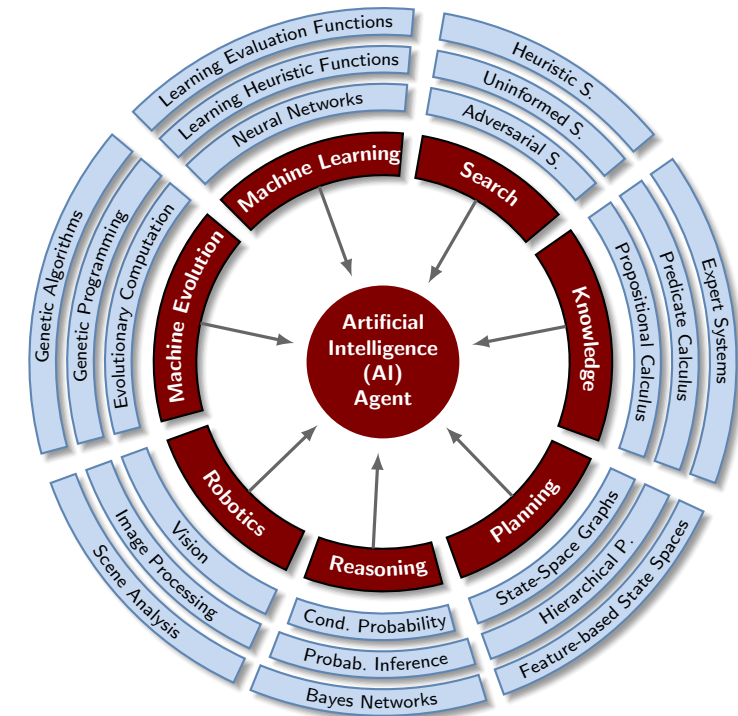 Learning Evaluation Functions
Learning Heuristic Functions
Neural Networks
Machine Learning
Heuristic S.
Uninformed S.
Adversarial S.
Search
Expert Systems
Predicate Calculus
Propositional Calculus
Knowledge
Artificial
Intelligence
(AI)
Agent
Genetic Algorithms
Genetic Programming
Evolutionary Computation
Machine Evolution
Robotics
Vision
Image Processing
Scene Analysis
Reasoning
Cond. Probability
Probab. Inference
Bayes Networks
Planning
State-Space Graphs
Hierarchical P.
Feature-based State Spaces